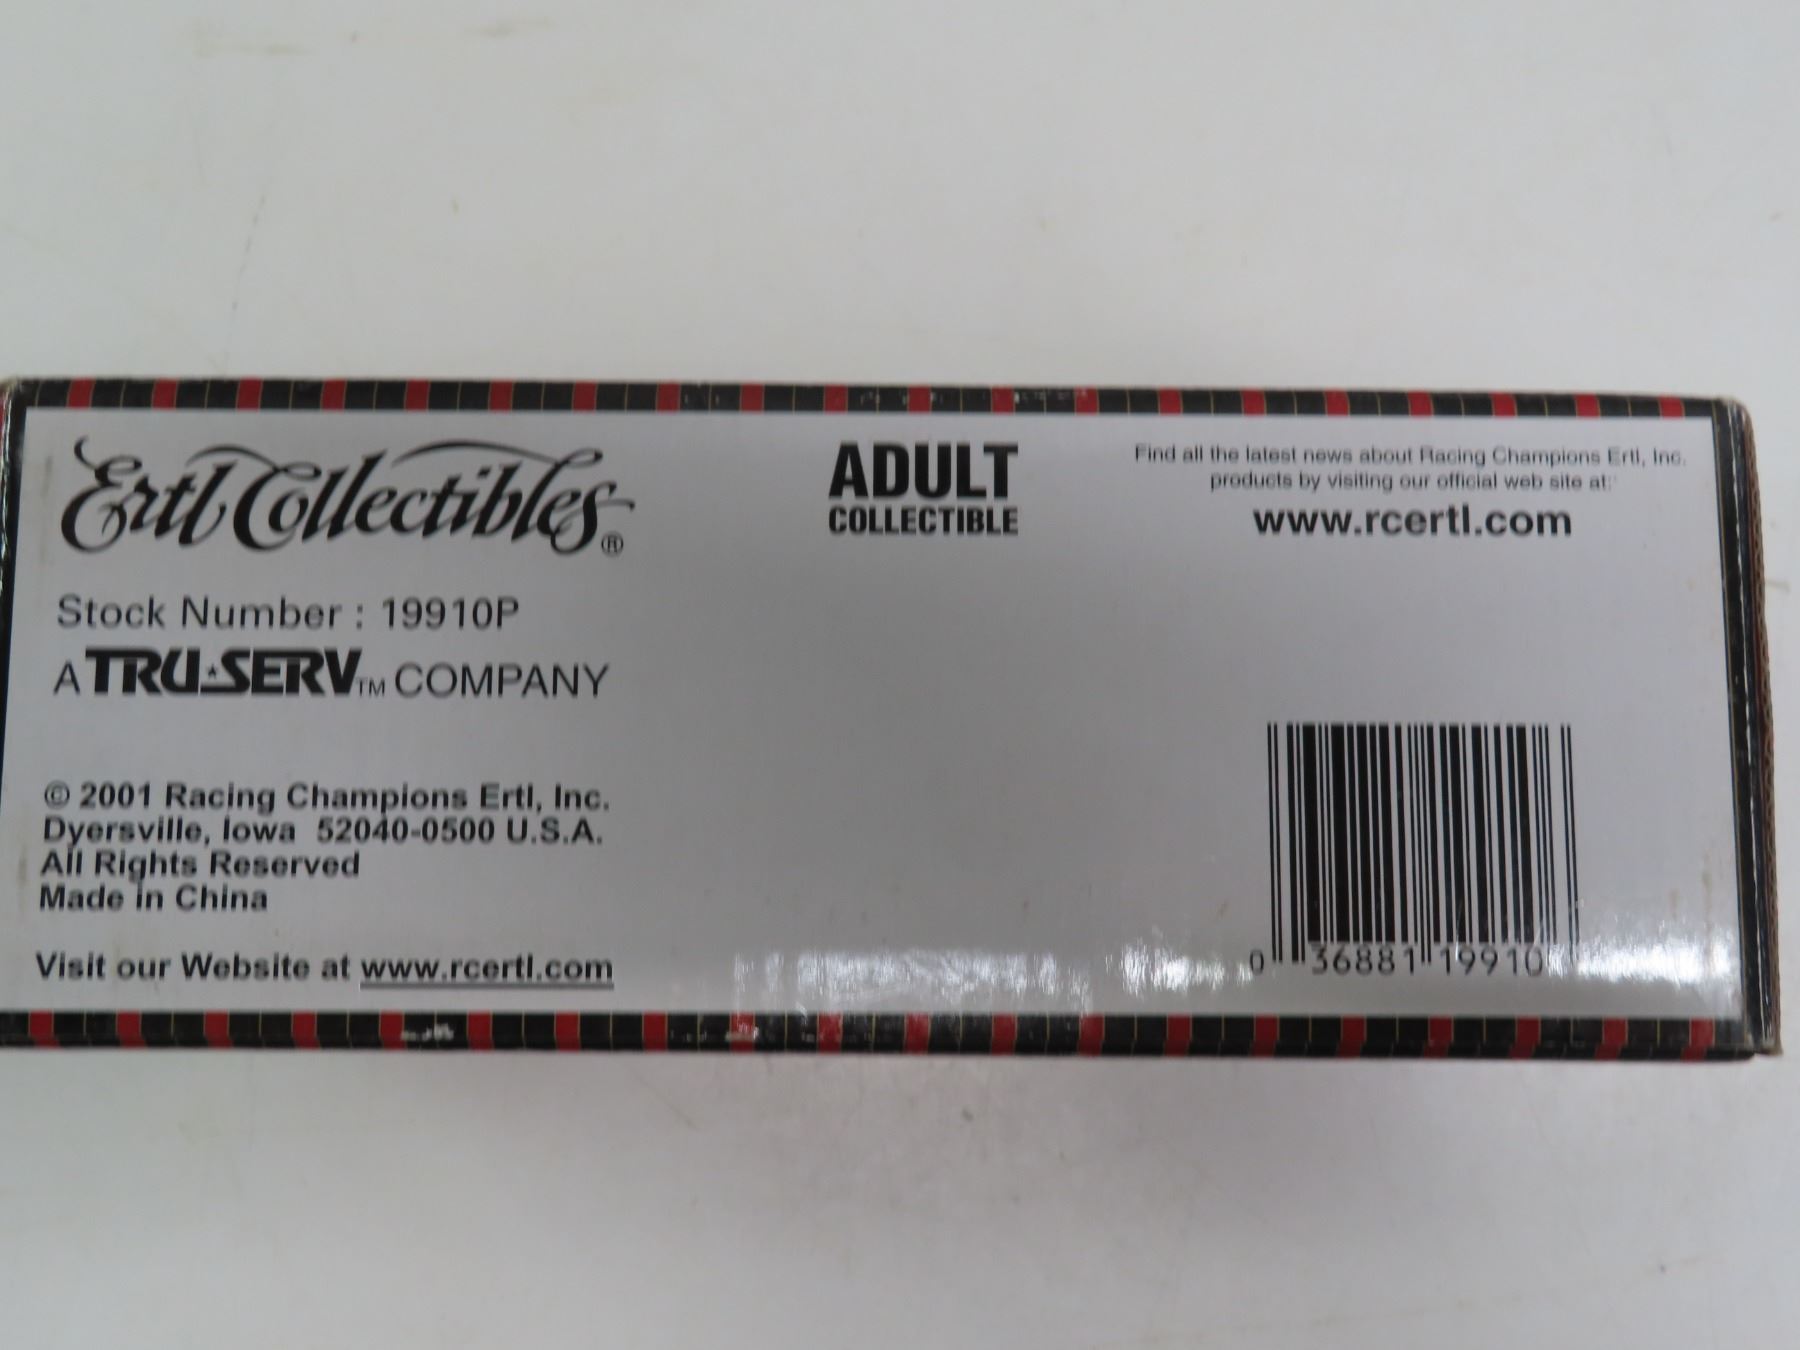 Ertl Collectibles®
Stock Number : 19910P
A TRU★SERV™ COMPANY
© 2001 Racing Champions Ertl, Inc.
Dyersville, Iowa 52040-0500 U.S.A.
All Rights Reserved
Made in China
Visit our Website at www.rcertl.com
ADULT
COLLECTIBLE
Find all the latest news about Racing Champions Ertl, Inc.
products by visiting our official web site at:
www.rcertl.com
0 36881 19910